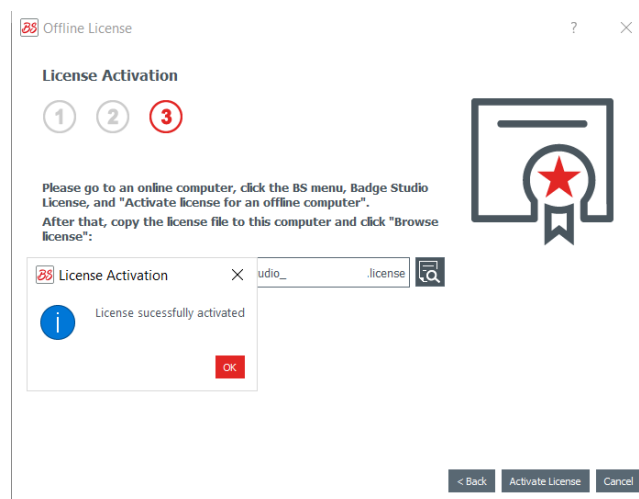 BS Offline License ? ×
License Activation
1 2 3
Please go to an online computer, click the BS menu, Badge Studio
License, and "Activate license for an offline computer".
After that, copy the license file to this computer and click "Browse
license":
udio_ .license
BS License Activation ×
i License sucessfully activated
OK
< Back Activate License Cancel